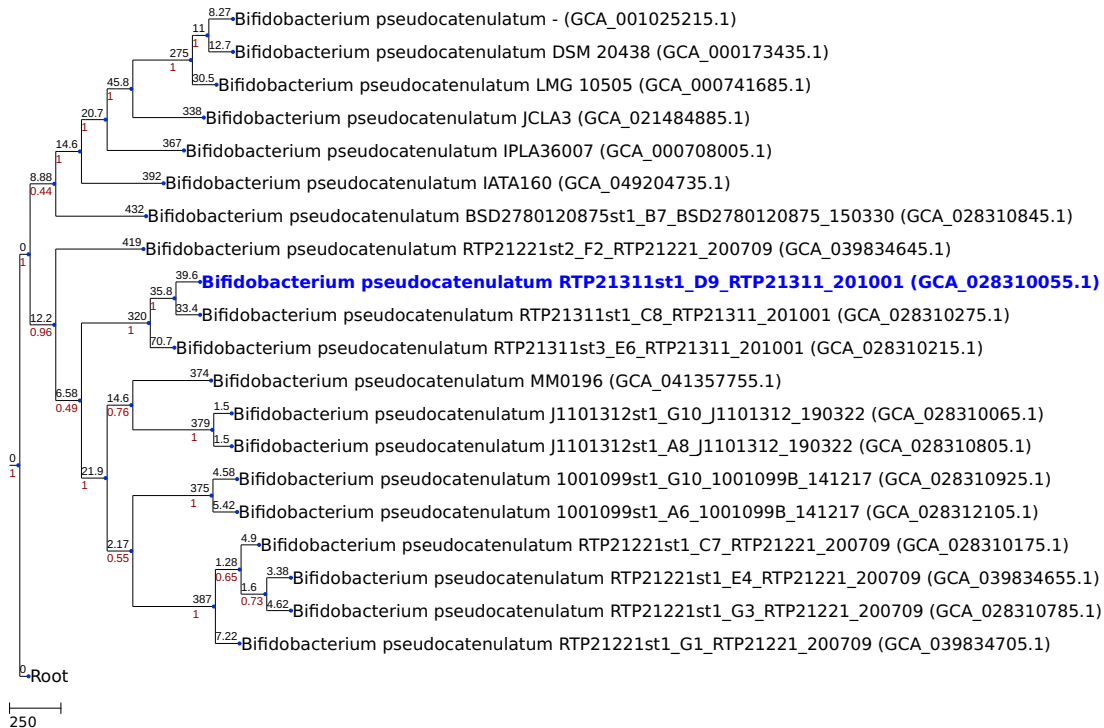 8.27 Bifidobacterium pseudocatenulatum - (GCA_001025215.1)
11
1
12.7 Bifidobacterium pseudocatenulatum DSM 20438 (GCA_000173435.1)
275
1
30.5 Bifidobacterium pseudocatenulatum LMG 10505 (GCA_000741685.1)
45.8
1
338 Bifidobacterium pseudocatenulatum JCLA3 (GCA_021484885.1)
20.7
1
367 Bifidobacterium pseudocatenulatum IPLA36007 (GCA_000708005.1)
14.6
1
392 Bifidobacterium pseudocatenulatum IATA160 (GCA_049204735.1)
8.88
0.44
432 Bifidobacterium pseudocatenulatum BSD2780120875st1_B7_BSD2780120875_150330 (GCA_028310845.1)
0
1
419 Bifidobacterium pseudocatenulatum RTP21221st2_F2_RTP21221_200709 (GCA_039834645.1)
39.6 Bifidobacterium pseudocatenulatum RTP21311st1_D9_RTP21311_201001 (GCA_028310055.1)
35.8
1
33.4 Bifidobacterium pseudocatenulatum RTP21311st1_C8_RTP21311_201001 (GCA_028310275.1)
12.2
0.96
320
1
70.7 Bifidobacterium pseudocatenulatum RTP21311st3_E6_RTP21311_201001 (GCA_028310215.1)
374 Bifidobacterium pseudocatenulatum MM0196 (GCA_041357755.1)
6.58
0.49
14.6
0.76
1.5 Bifidobacterium pseudocatenulatum J1101312st1_G10_J1101312_190322 (GCA_028310065.1)
379
1
1.5 Bifidobacterium pseudocatenulatum J1101312st1_A8_J1101312_190322 (GCA_028310805.1)
0
1
21.9
1
4.58 Bifidobacterium pseudocatenulatum 1001099st1_G10_1001099B_141217 (GCA_028310925.1)
375
1
5.42 Bifidobacterium pseudocatenulatum 1001099st1_A6_1001099B_141217 (GCA_028312105.1)
2.17
0.55
4.9 Bifidobacterium pseudocatenulatum RTP21221st1_C7_RTP21221_200709 (GCA_028310175.1)
1.28
0.65
3.38 Bifidobacterium pseudocatenulatum RTP21221st1_E4_RTP21221_200709 (GCA_039834655.1)
1.6
0.73
4.62 Bifidobacterium pseudocatenulatum RTP21221st1_G3_RTP21221_200709 (GCA_028310785.1)
387
1
7.22 Bifidobacterium pseudocatenulatum RTP21221st1_G1_RTP21221_200709 (GCA_039834705.1)
0 Root
250